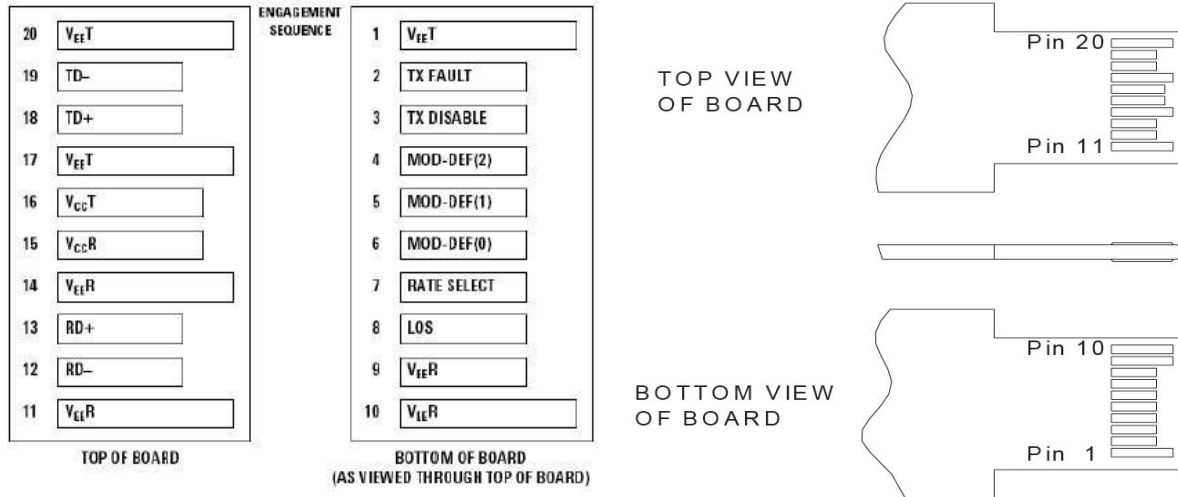 ENGAGEMENT
SEQUENCE
20 VEET
19 TD–
18 TD+
17 VEET
16 VCCT
15 VCCR
14 VEER
13 RD+
12 RD–
11 VEER
TOP OF BOARD
1 VEET
2 TX FAULT
3 TX DISABLE
4 MOD-DEF(2)
5 MOD-DEF(1)
6 MOD-DEF(0)
7 RATE SELECT
8 LOS
9 VEER
10 VEER
BOTTOM OF BOARD
(AS VIEWED THROUGH TOP OF BOARD)
TOP VIEW
OF BOARD
Pin 20
Pin 11
BOTTOM VIEW
OF BOARD
Pin 10
Pin 1